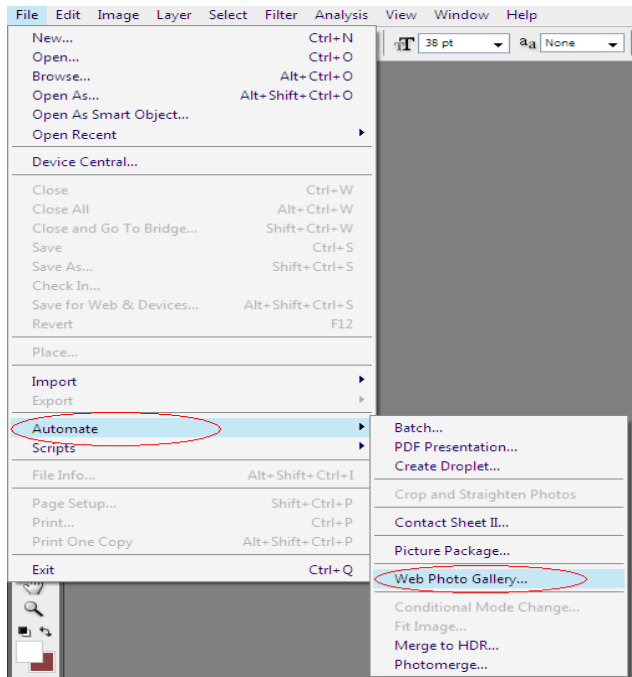 File Edit Image Layer Select Filter Analysis View Window Help
38 pt
aa None
New... Ctrl+N
Open... Ctrl+O
Browse... Alt+Ctrl+O
Open As... Alt+Shift+Ctrl+O
Open As Smart Object...
Open Recent
Device Central...
Close Ctrl+W
Close All Alt+Ctrl+W
Close and Go To Bridge... Shift+Ctrl+W
Save Ctrl+S
Save As... Shift+Ctrl+S
Check In...
Save for Web & Devices... Alt+Shift+Ctrl+S
Revert F12
Place...
Import
Export
Automate
Scripts
File Info... Alt+Shift+Ctrl+I
Page Setup... Shift+Ctrl+P
Print... Ctrl+P
Print One Copy Alt+Shift+Ctrl+P
Exit Ctrl+Q
Batch...
PDF Presentation...
Create Droplet...
Crop and Straighten Photos
Contact Sheet II...
Picture Package...
Web Photo Gallery...
Conditional Mode Change...
Fit Image...
Merge to HDR...
Photomerge...